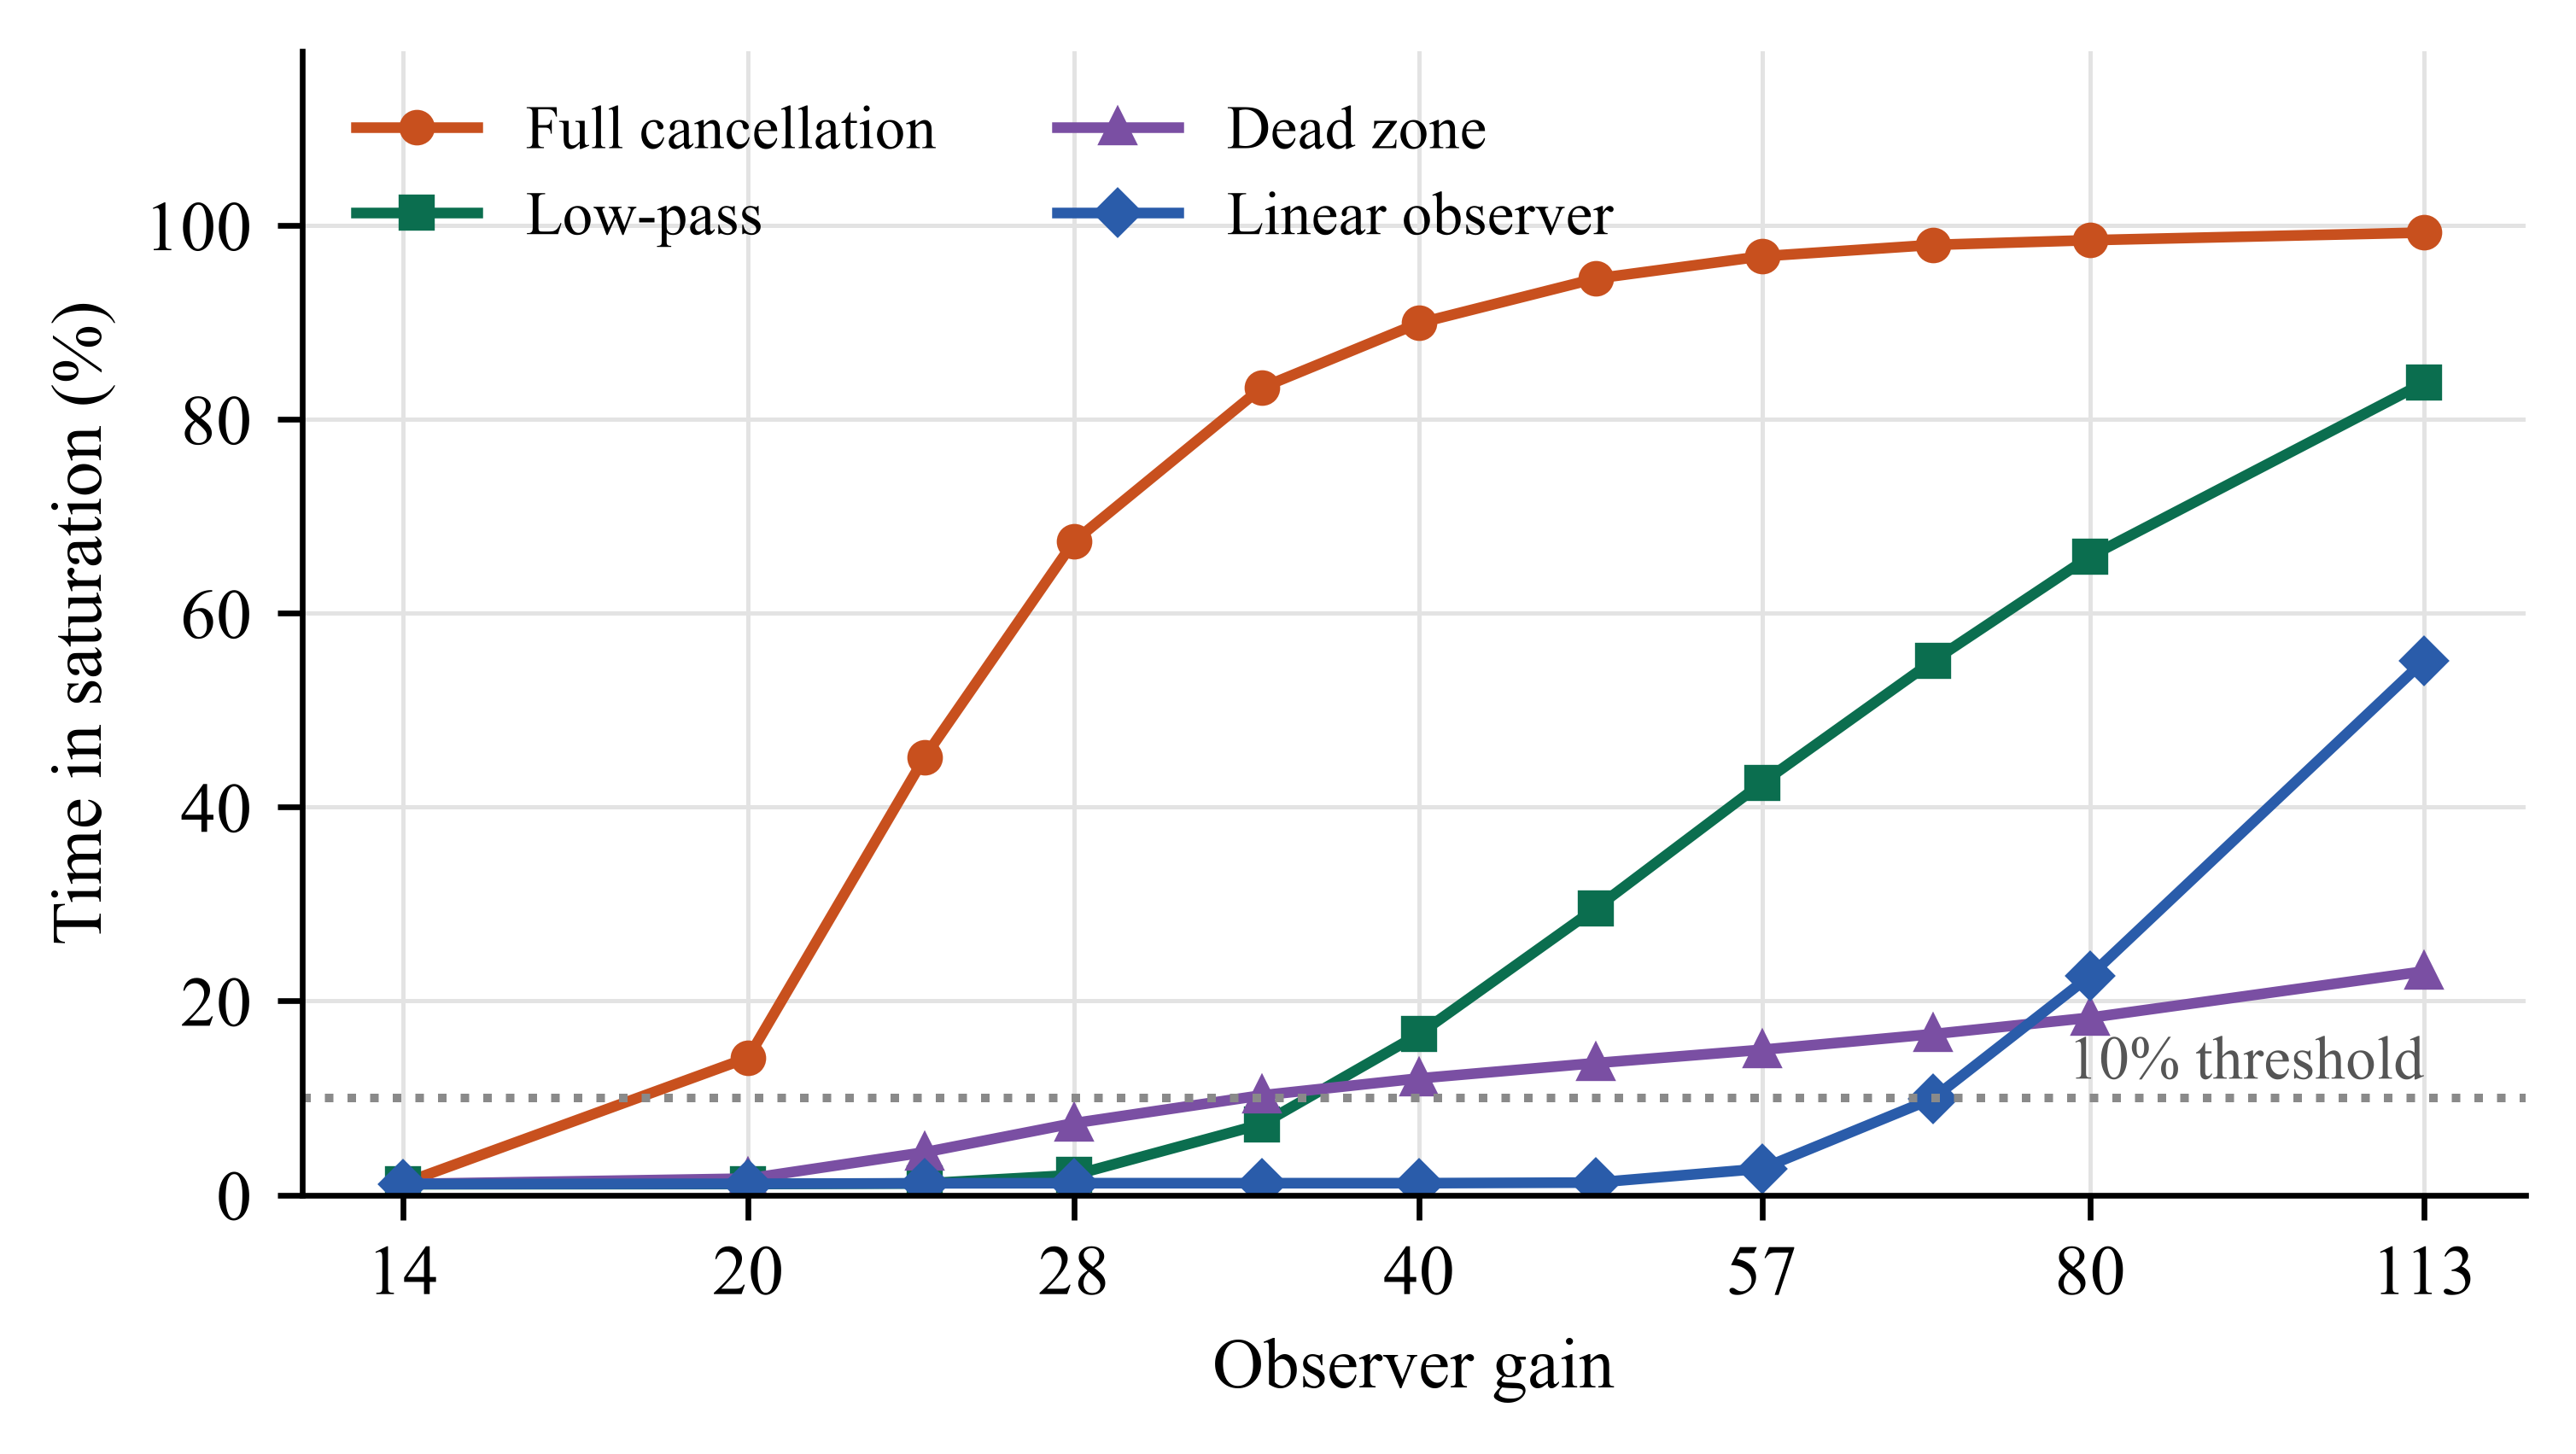 Full cancellation
Low-pass
Dead zone
Linear observer
Time in saturation (%)
100
80
60
40
20
0
10% threshold
14 20 28 40 57 80 113
Observer gain